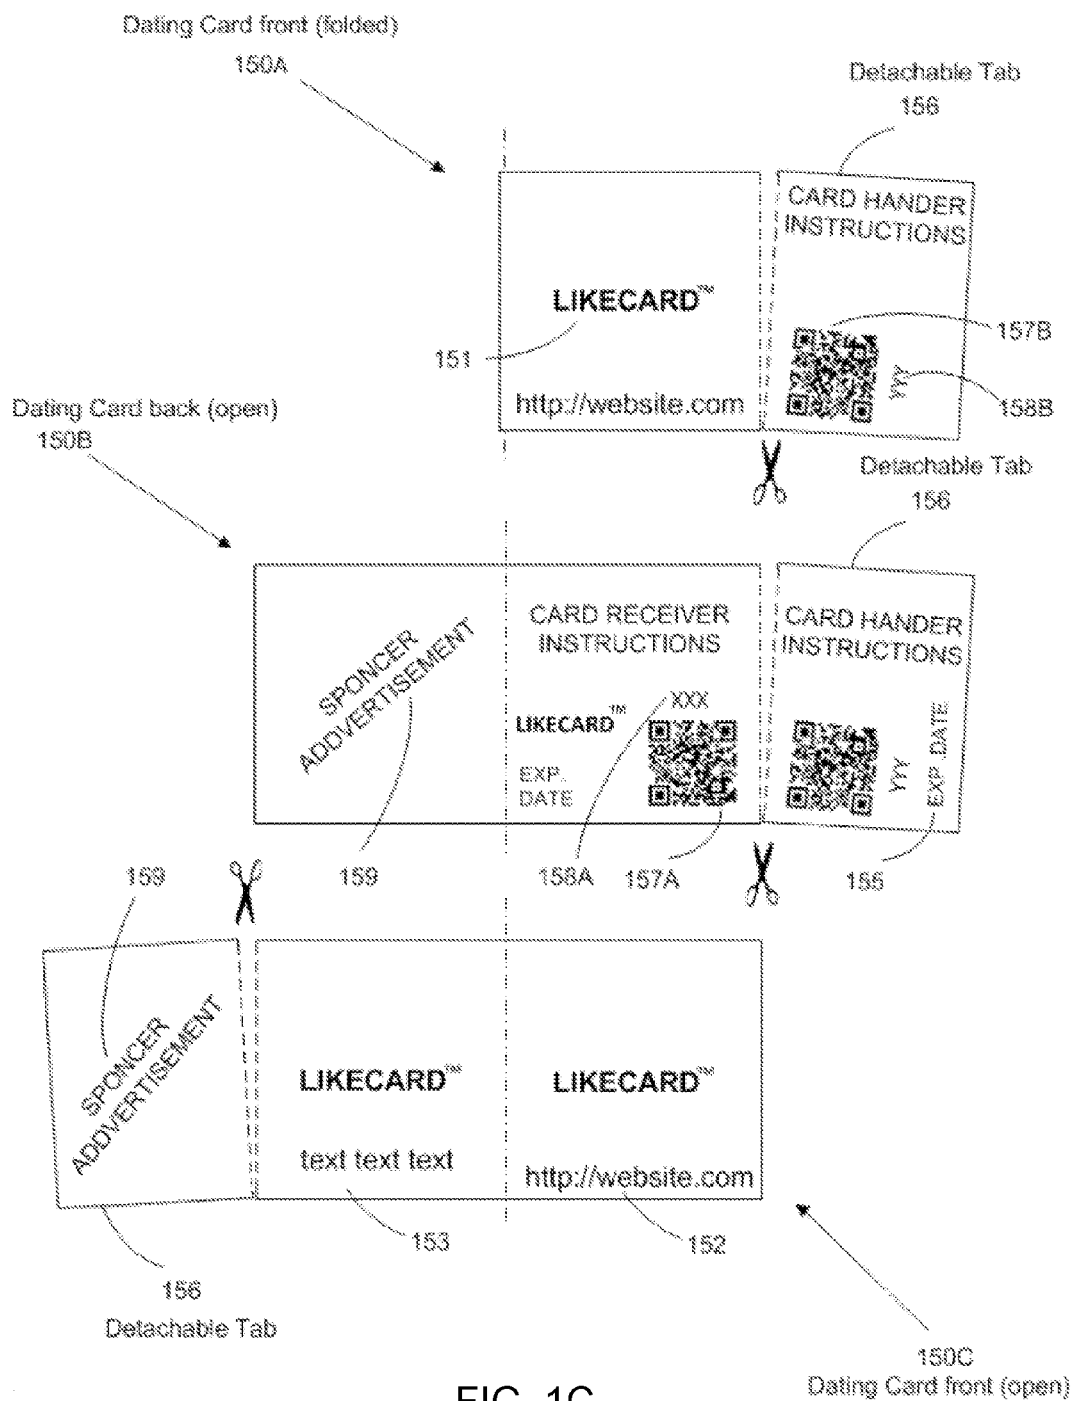 Dating Card front (folded)
150A
Detachable Tab
156
CARD HANDER
INSTRUCTIONS
LIKECARD™
157B
151
YYY
158B
http://website.com
Dating Card back (open)
150B
Detachable Tab
156
CARD RECEIVER
INSTRUCTIONS
CARD HANDER
INSTRUCTIONS
SPONCER
ADDVERTISEMENT
XXX
LIKECARD™
EXP.
DATE
YYY
EXP .DATE
159
159
158A
157A
155
SPONCER
ADDVERTISEMENT
LIKECARD™
LIKECARD™
text text text
http://website.com
153
152
156
Detachable Tab
150C
Dating Card front (open)
FIG. 1C